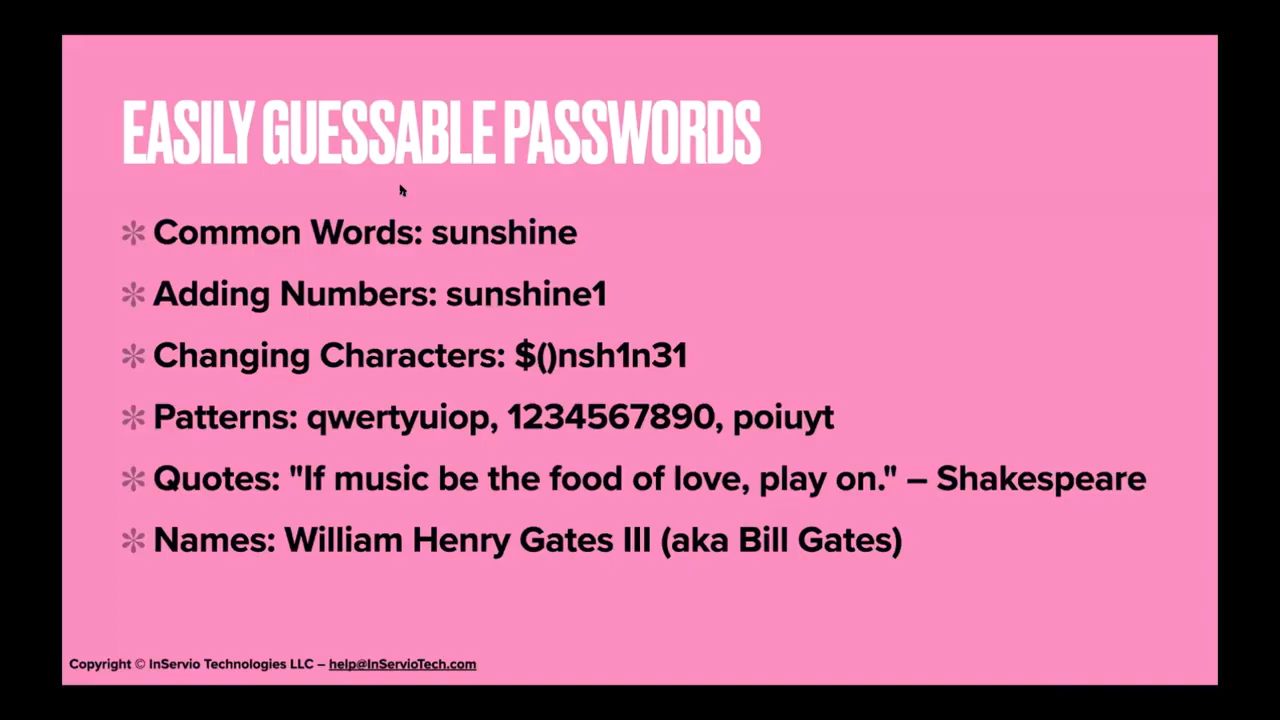 EASILY GUESSABLE PASSWORDS
✽ Common Words: sunshine
✽ Adding Numbers: sunshine1
✽ Changing Characters: $()nsh1n31
✽ Patterns: qwertyuiop, 1234567890, poiuyt
✽ Quotes: "If music be the food of love, play on." – Shakespeare
✽ Names: William Henry Gates III (aka Bill Gates)
Copyright © InServio Technologies LLC – help@InServioTech.com